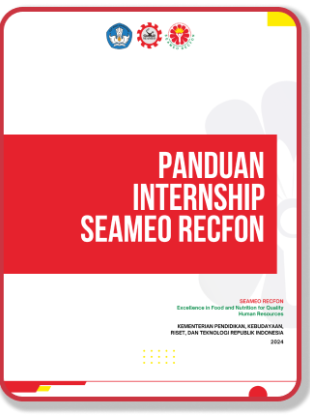 PANDUAN
INTERNSHIP
SEAMEO RECFON
SEAMEO RECFON
Excellence in Food and Nutrition for Quality
Human Resources
KEMENTERIAN PENDIDIKAN, KEBUDAYAAN,
RISET, DAN TEKNOLOGI REPUBLIK INDONESIA
2024